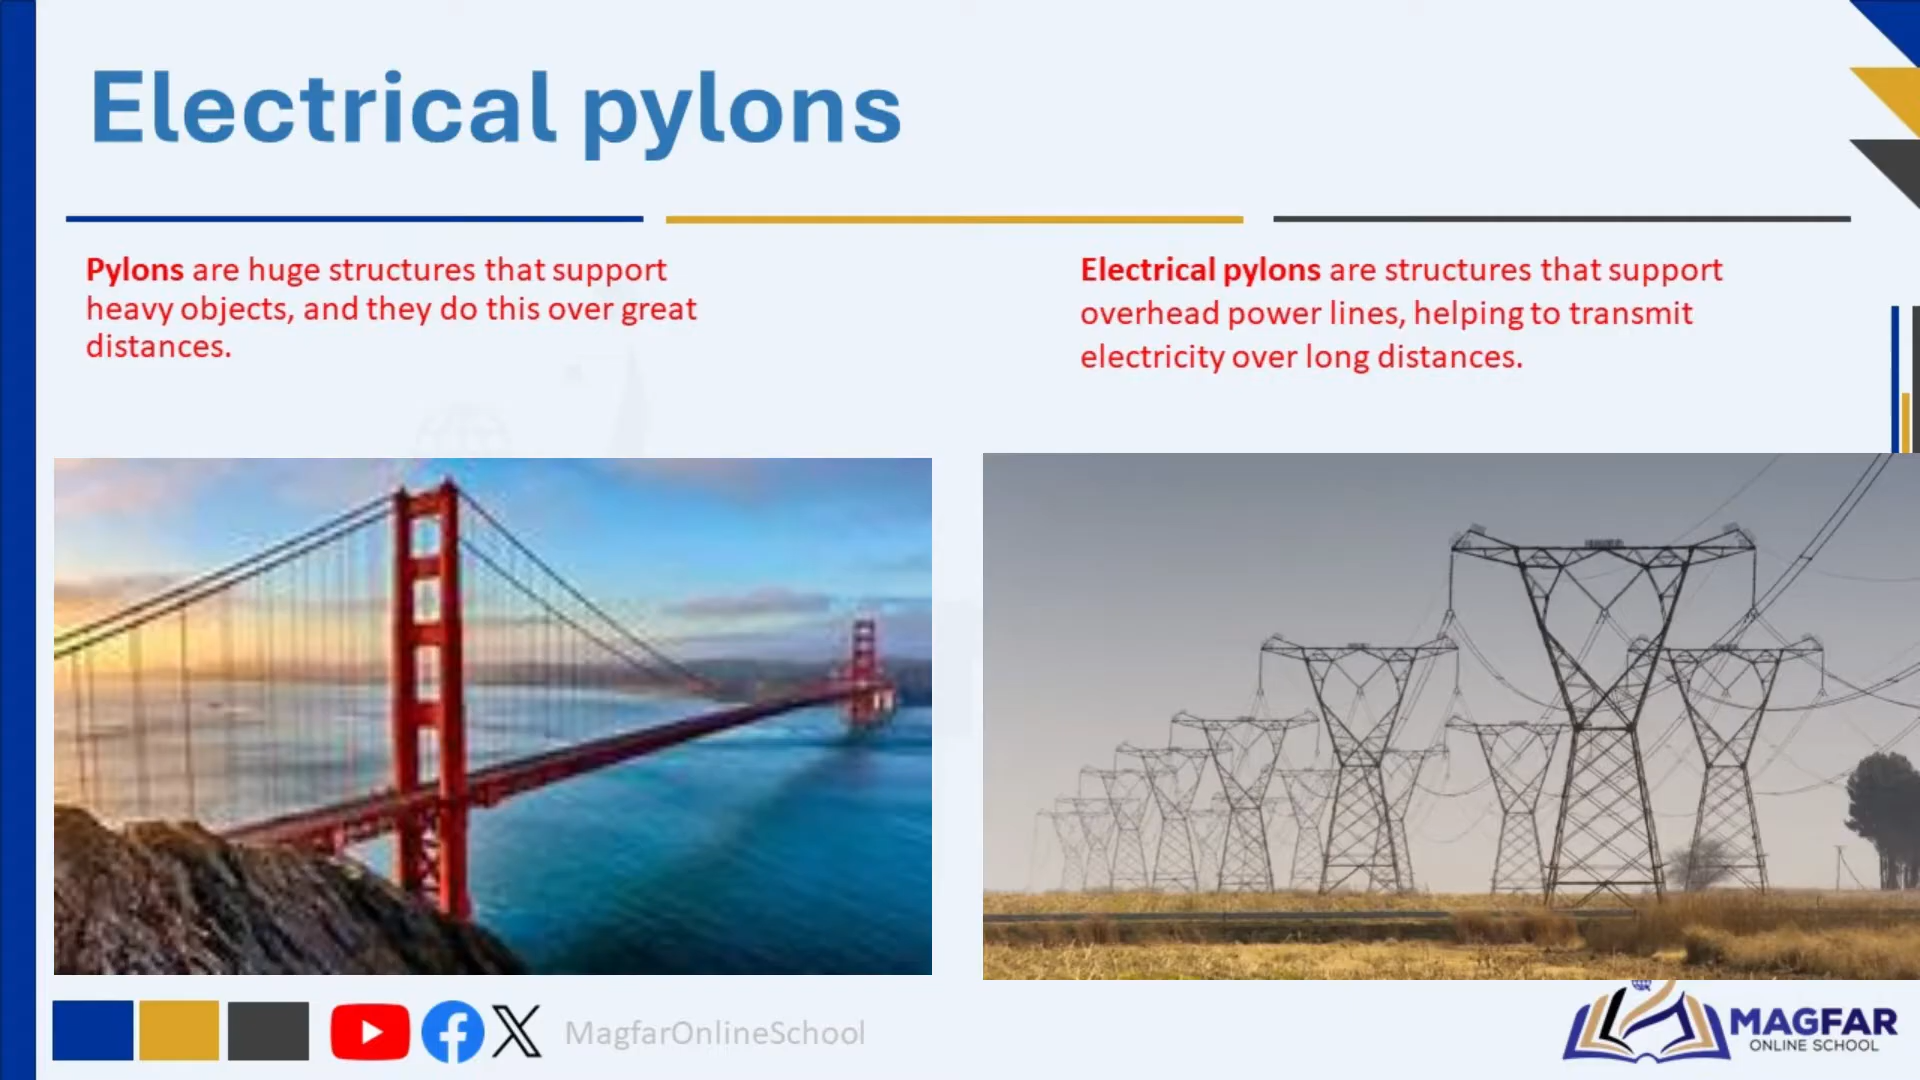 Electrical pylons
Pylons are huge structures that support
heavy objects, and they do this over great
distances.
Electrical pylons are structures that support
overhead power lines, helping to transmit
electricity over long distances.
MagfarOnlineSchool
MAGFAR
ONLINE SCHOOL